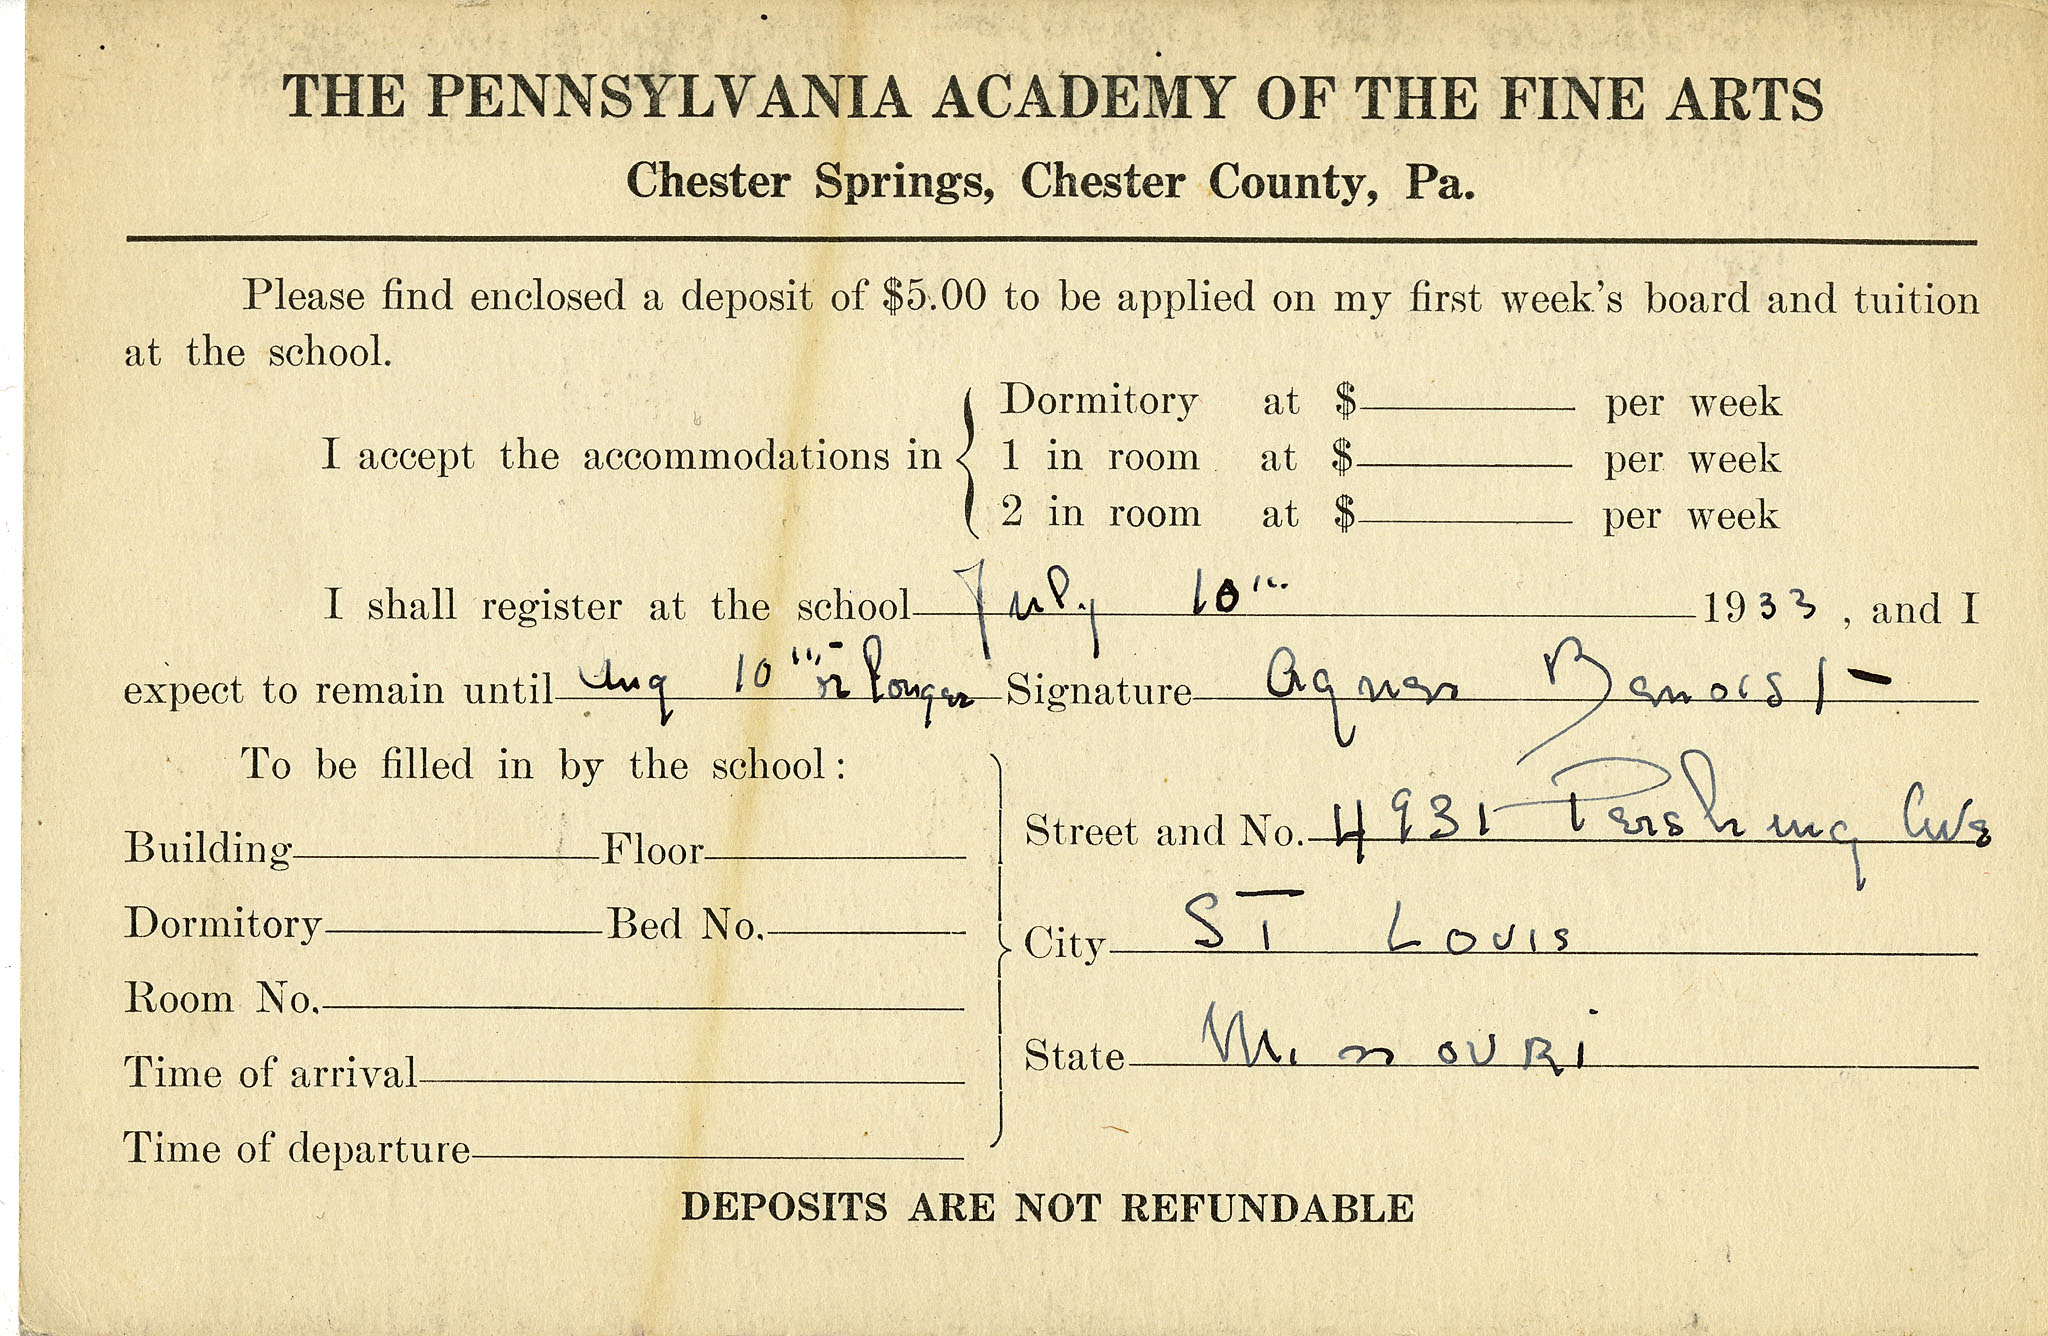 THE PENNSYLVANIA ACADEMY OF THE FINE ARTS
Chester Springs, Chester County, Pa.
Please find enclosed a deposit of $5.00 to be applied on my first week's board and tuition
at the school.
I accept the accommodations in
Dormitory at $ per week
1 in room at $ per week
2 in room at $ per week
I shall register at the school July 10th 1933, and I
expect to remain until Aug 10th or longer Signature Agnes Benoist
To be filled in by the school:
Building Floor
Dormitory Bed No.
Room No.
Time of arrival
Time of departure
Street and No. 4931 Pershing Ave
City ST Louis
State Missouri
DEPOSITS ARE NOT REFUNDABLE